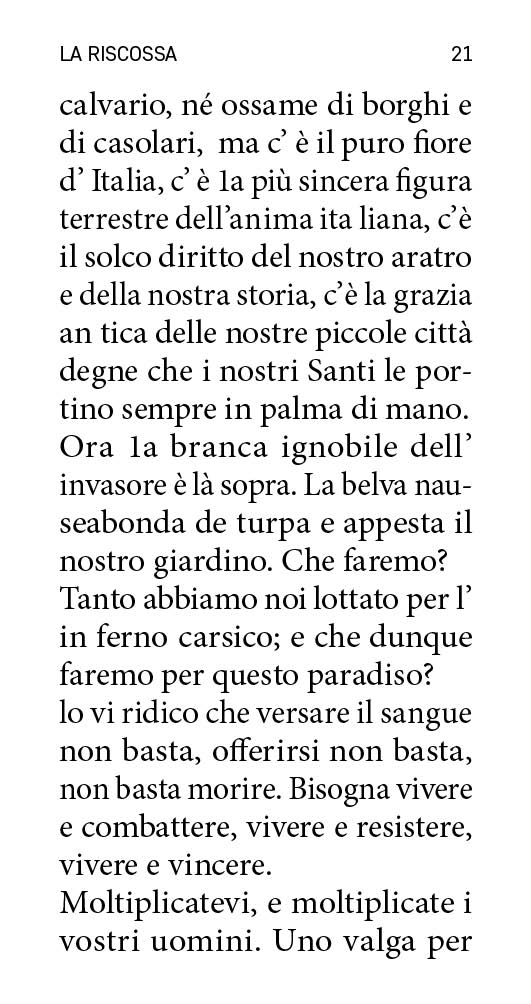 LA RISCOSSA 21
calvario, né ossame di borghi e
di casolari,  ma c’ è il puro fiore
d’ Italia, c’ è 1a più sincera figura
terrestre dell’anima ita liana, c’è
il solco diritto del nostro aratro
e della nostra storia, c’è la grazia
an tica delle nostre piccole città
degne che i nostri Santi le por-
tino sempre in palma di mano.
Ora 1a branca ignobile dell’
invasore è là sopra. La belva nau-
seabonda de turpa e appesta il
nostro giardino. Che faremo?
Tanto abbiamo noi lottato per l’
in ferno carsico; e che dunque
faremo per questo paradiso?
lo vi ridico che versare il sangue
non basta, offerirsi non basta,
non basta morire. Bisogna vivere
e combattere, vivere e resistere,
vivere e vincere.
Moltiplicatevi, e moltiplicate i
vostri uomini. Uno valga per